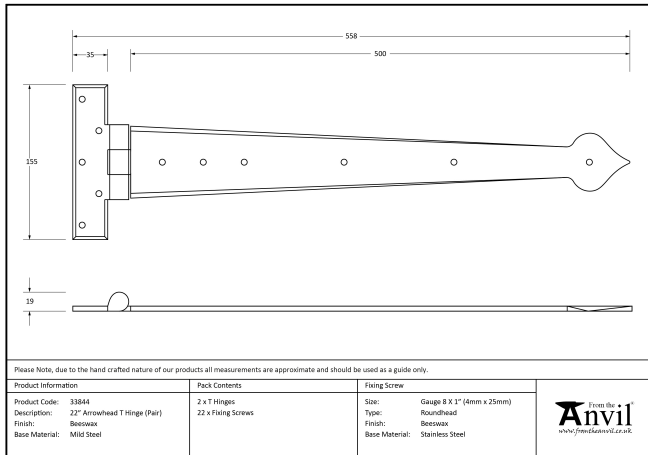 558
35
500
155
19
Please Note, due to the hand crafted nature of our products all measurements are approximate and should be used as a guide only.
Product Information
Product Code: 33844
Description: 22" Arrowhead T Hinge (Pair)
Finish: Beeswax
Base Material: Mild Steel
Pack Contents
2 x T Hinges
22 x Fixing Screws
Fixing Screw
Size: Gauge 8 X 1" (4mm x 25mm)
Type: Roundhead
Finish: Beeswax
Base Material: Stainless Steel
From the
Anvil®
www.fromtheanvil.co.uk